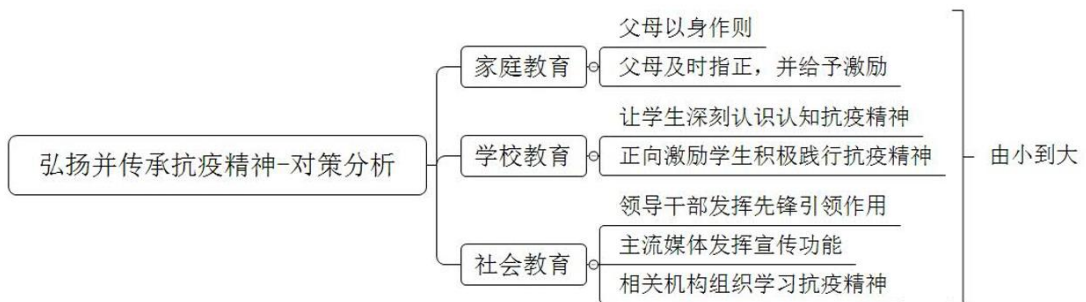 弘扬并传承抗疫精神-对策分析
家庭教育
父母以身作则
父母及时指正，并给予激励
学校教育
让学生深刻认识认知抗疫精神
正向激励学生积极践行抗疫精神
社会教育
领导干部发挥先锋引领作用
主流媒体发挥宣传功能
相关机构组织学习抗疫精神
由小到大